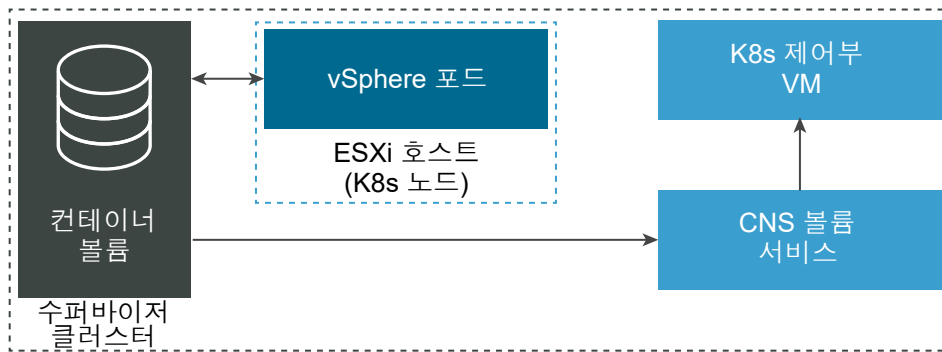 vSphere 포드
ESXi 호스트
(K8s 노드)
K8s 제어부
VM
컨테이너
볼륨
CNS 볼륨
서비스
수퍼바이저
클러스터